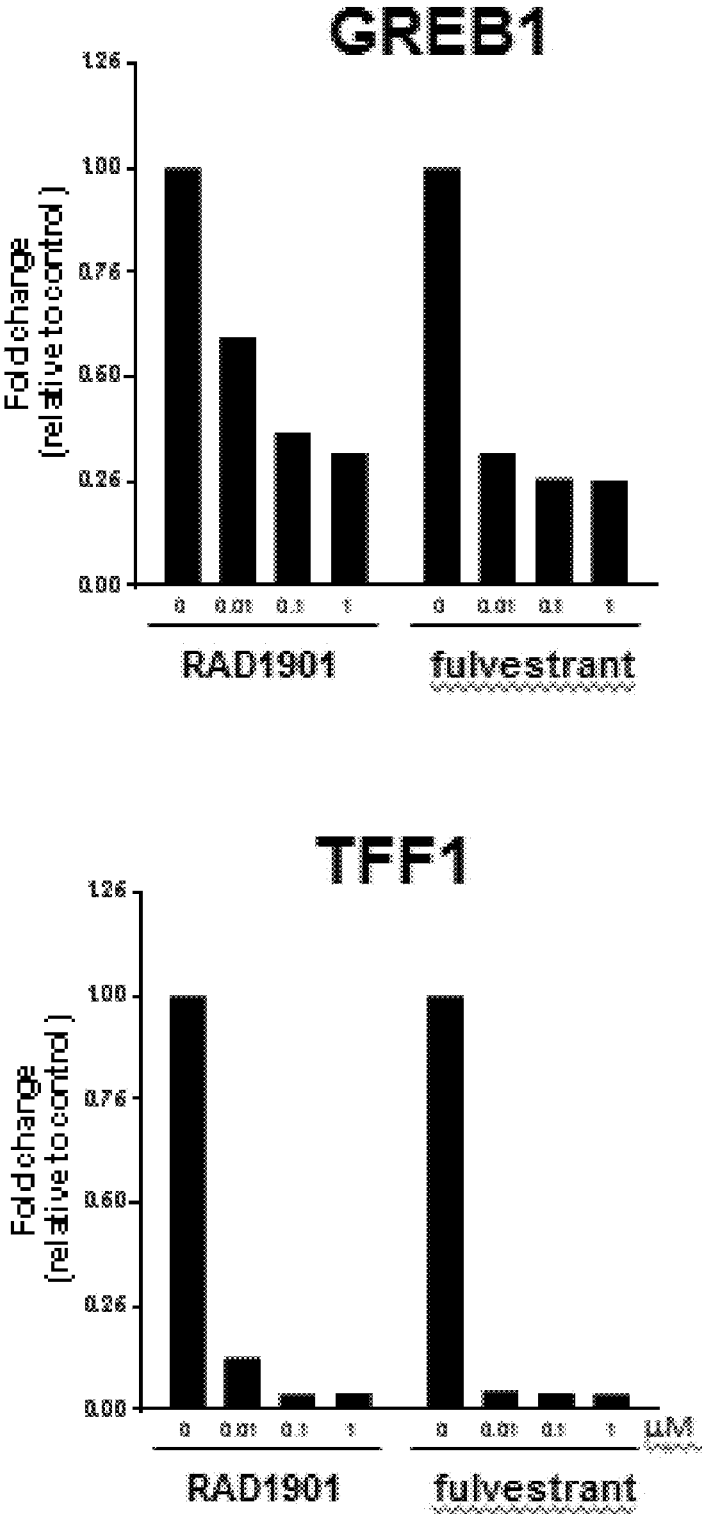 GREB1
1.25
1.00
0.75
0.50
0.25
0.00
Fold change
(relative to control)
0 0.01 0.1 1 0 0.01 0.1 1
RAD1901 fulvestrant
TFF1
1.25
1.00
0.75
0.50
0.25
0.00
Fold change
(relative to control)
0 0.01 0.1 1 0 0.01 0.1 1 µM
RAD1901 fulvestrant